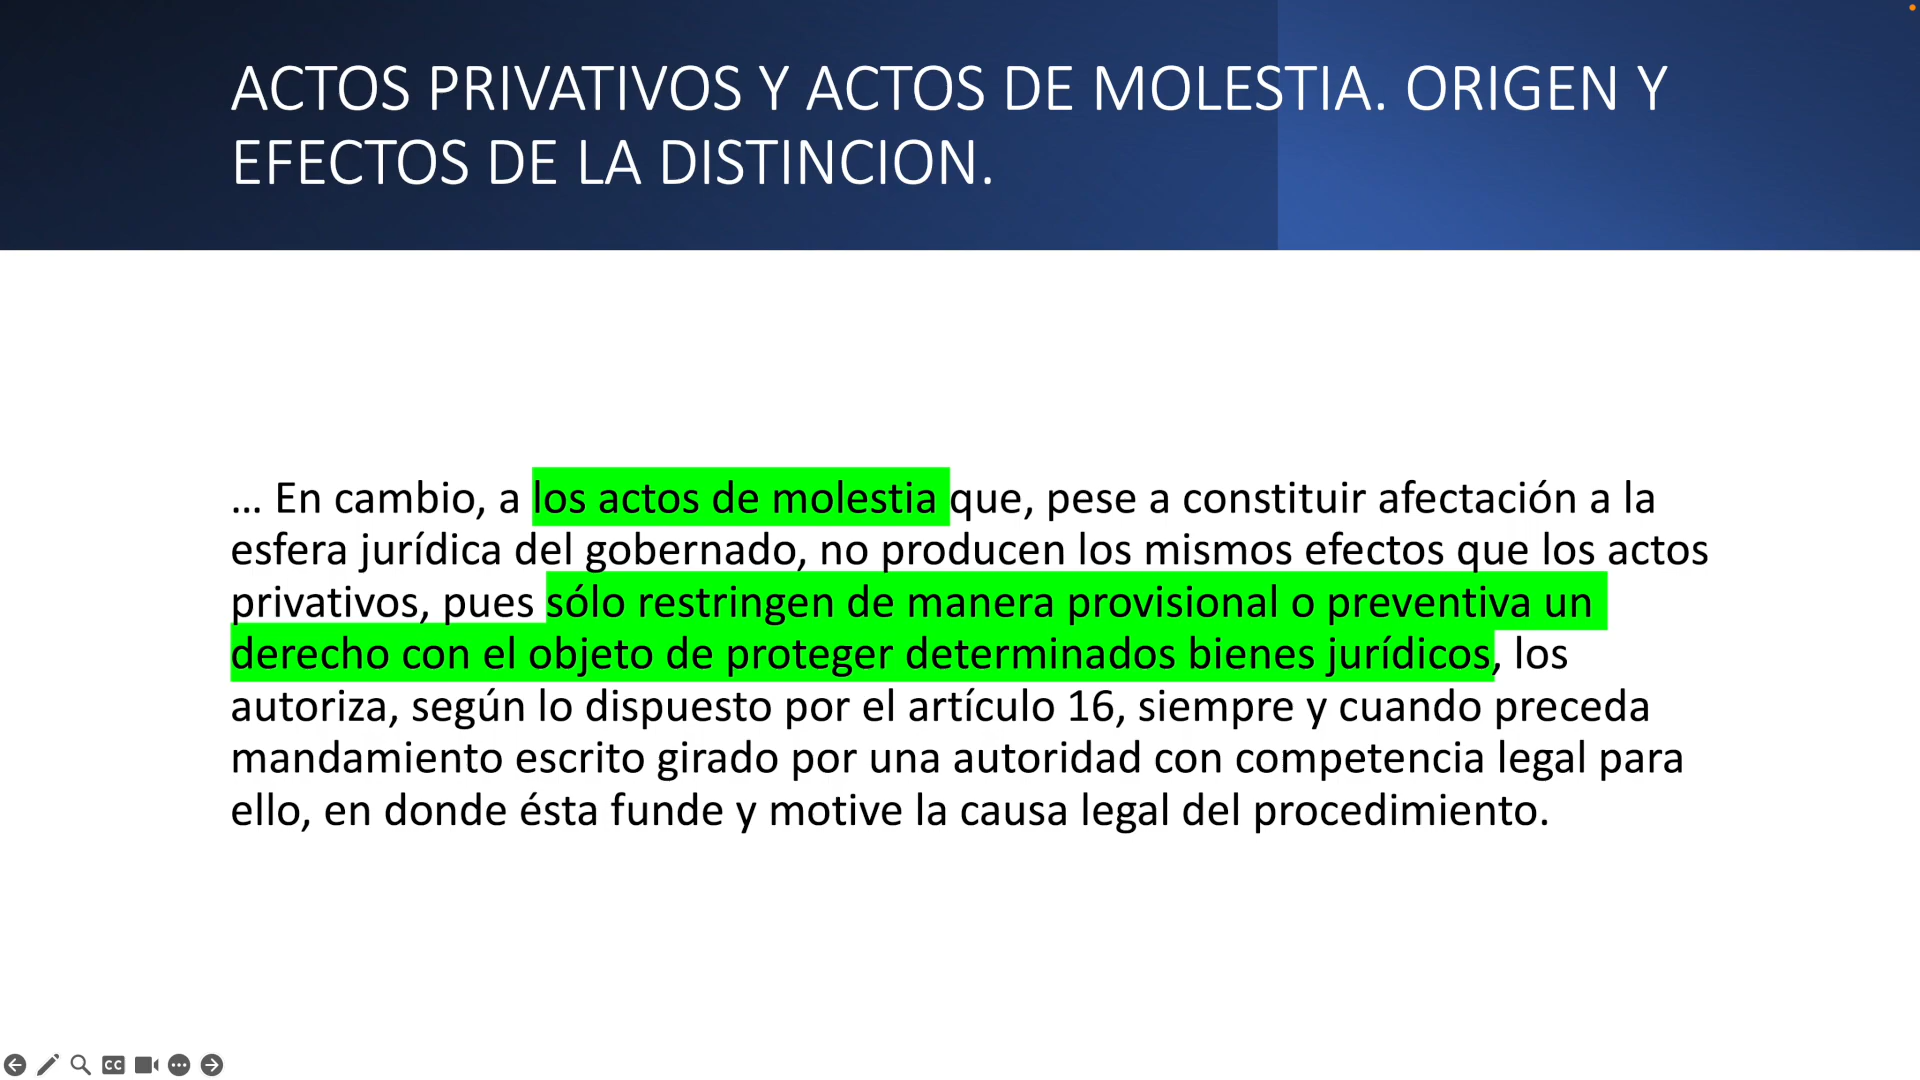 ACTOS PRIVATIVOS Y ACTOS DE MOLESTIA. ORIGEN Y
EFECTOS DE LA DISTINCION.
… En cambio, a los actos de molestia que, pese a constituir afectación a la
esfera jurídica del gobernado, no producen los mismos efectos que los actos
privativos, pues sólo restringen de manera provisional o preventiva un
derecho con el objeto de proteger determinados bienes jurídicos, los
autoriza, según lo dispuesto por el artículo 16, siempre y cuando preceda
mandamiento escrito girado por una autoridad con competencia legal para
ello, en donde ésta funde y motive la causa legal del procedimiento.
CC